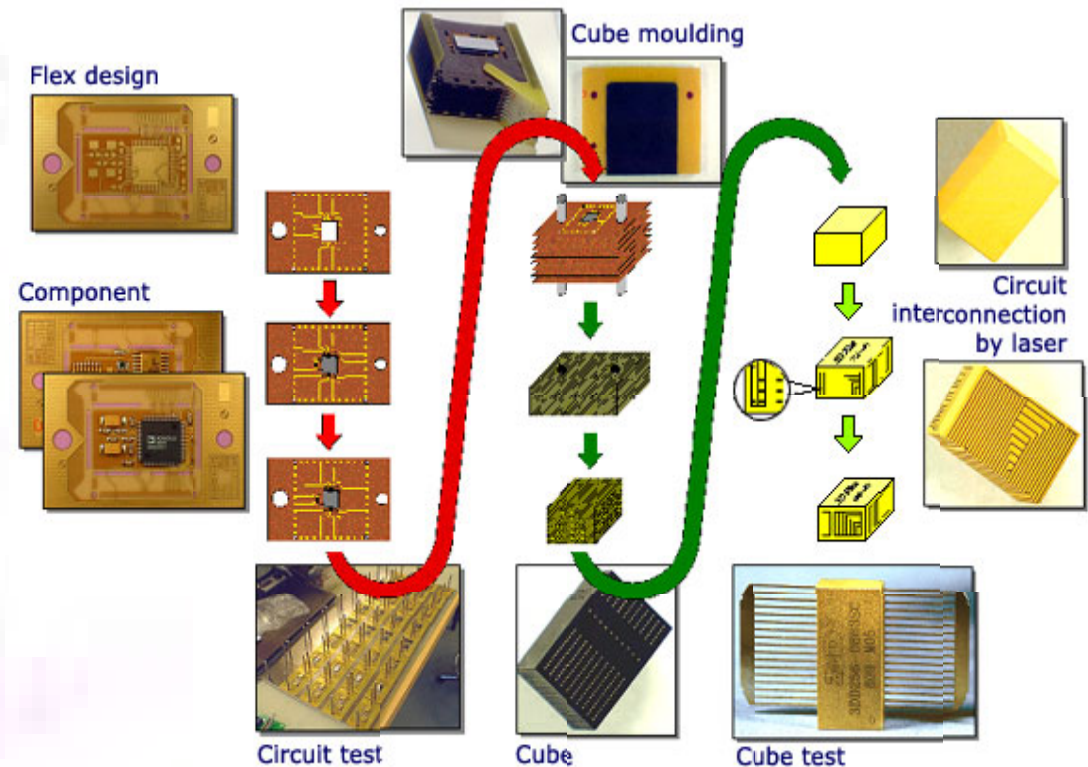 Cube moulding
Flex design
Component
Circuit
interconnection
by laser
Circuit test
Cube
Cube test